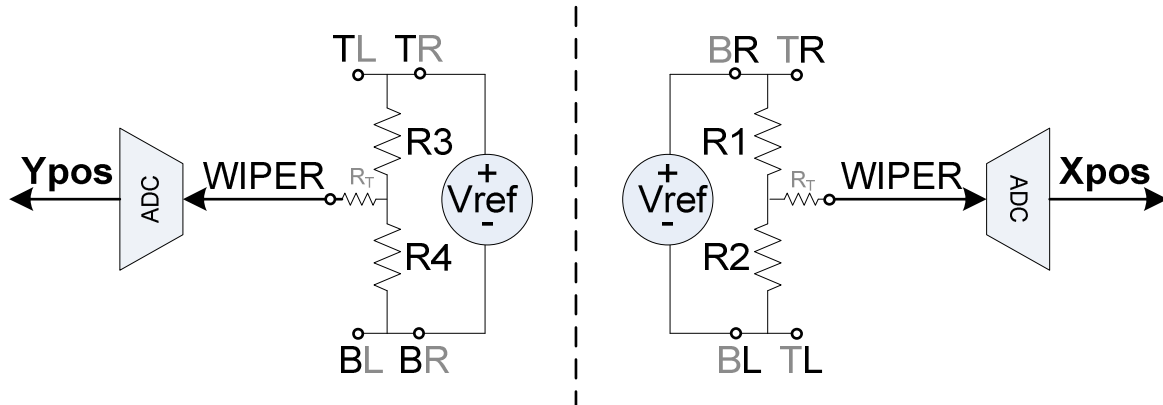 TL TR
R3
R4
RT
Vref
+
-
WIPER
ADC
Ypos
BL BR
BR TR
R1
R2
RT
Vref
+
-
WIPER
ADC
Xpos
BL TL